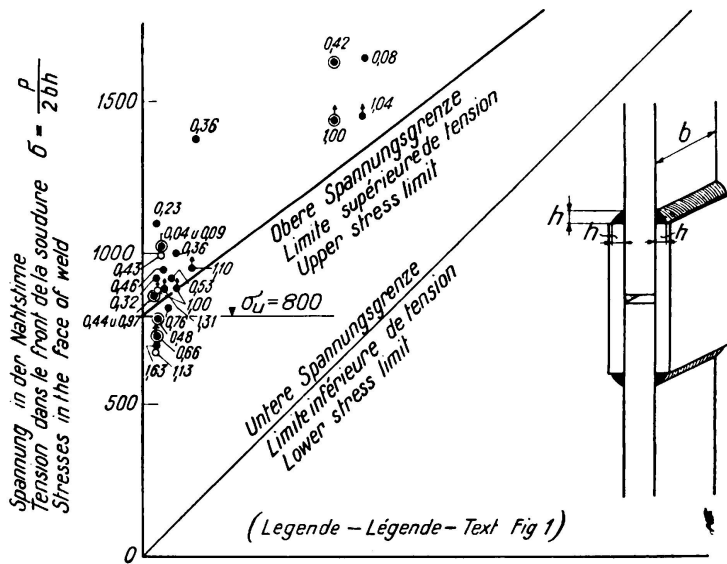 Spannung in der Nahtstirne
Tension dans le front de la soudure σ = P / 2bh
Stresses in the face of weld
1500
1000
500
0
0,42
0,08
1,04
1,00
0,36
0,23
0,04 u 0,09
0,36
0,43
1,10
0,46
0,53
0,32
1,00
0,44 u 0,97
0,76
1,31
0,48
0,66
1,63
1,13
σu = 800
Obere Spannungsgrenze
Limite supérieure de tension
Upper stress limit
Untere Spannungsgrenze
Limite inférieure de tension
Lower stress limit
b
h
h
h
(Legende – Légende – Text Fig 1)